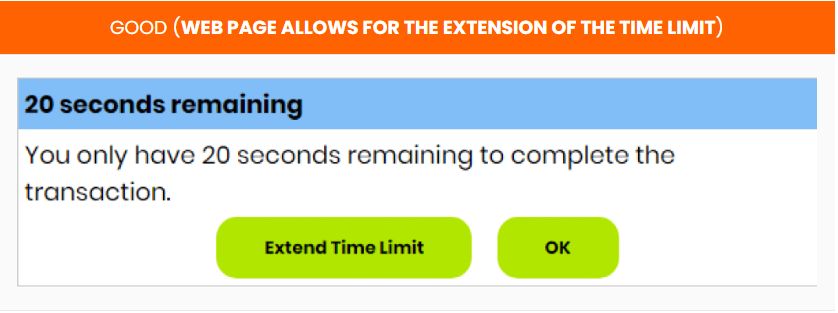 GOOD (WEB PAGE ALLOWS FOR THE EXTENSION OF THE TIME LIMIT)
20 seconds remaining
You only have 20 seconds remaining to complete the
transaction.
Extend Time Limit OK